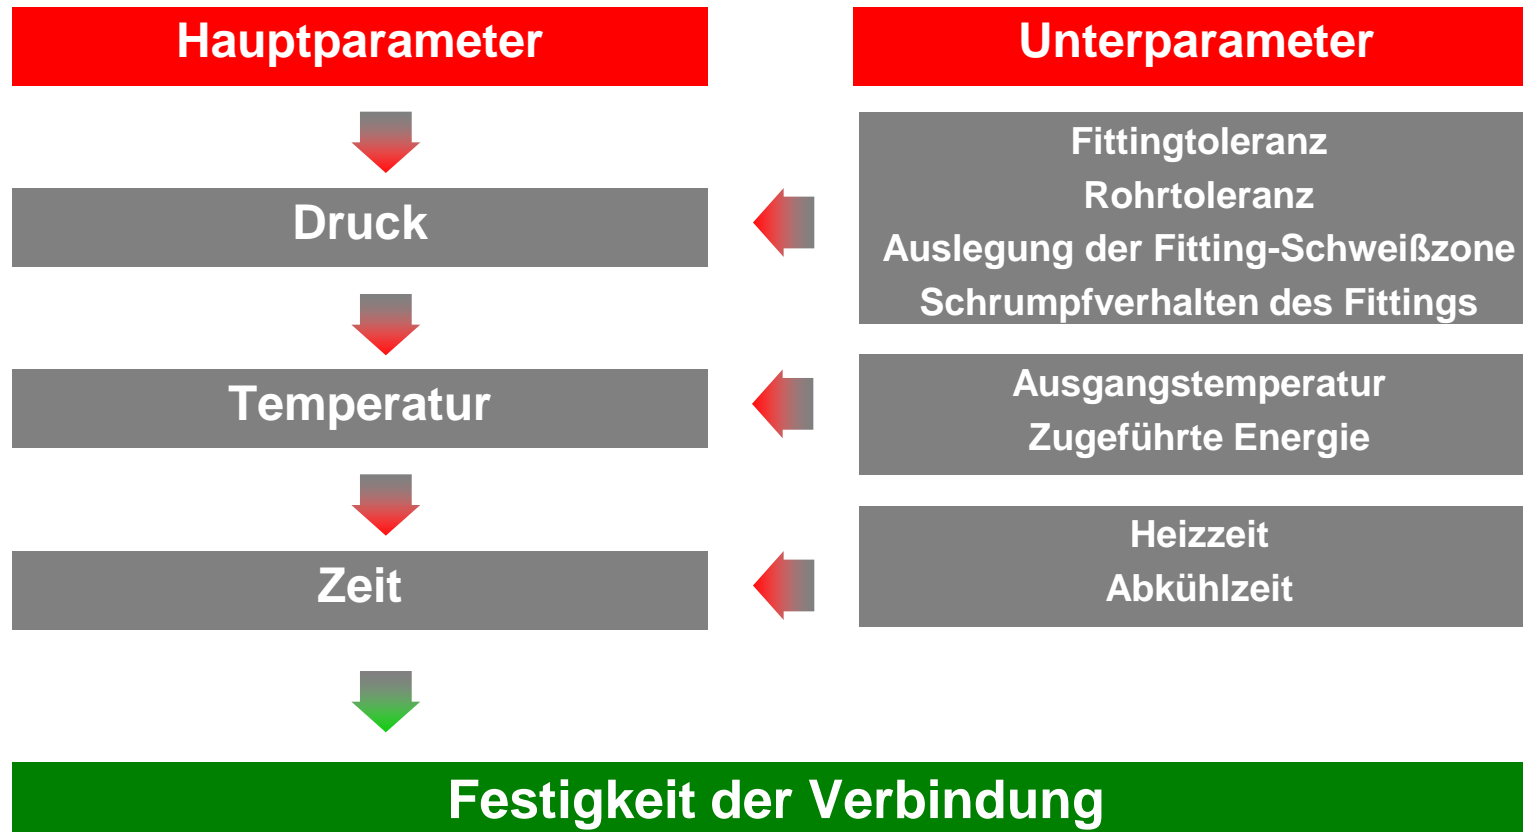 Hauptparameter
Unterparameter
Druck
Fittingtoleranz
Rohrtoleranz
Auslegung der Fitting-Schweißzone
Schrumpfverhalten des Fittings
Temperatur
Ausgangstemperatur
Zugeführte Energie
Zeit
Heizzeit
Abkühlzeit
Festigkeit der Verbindung